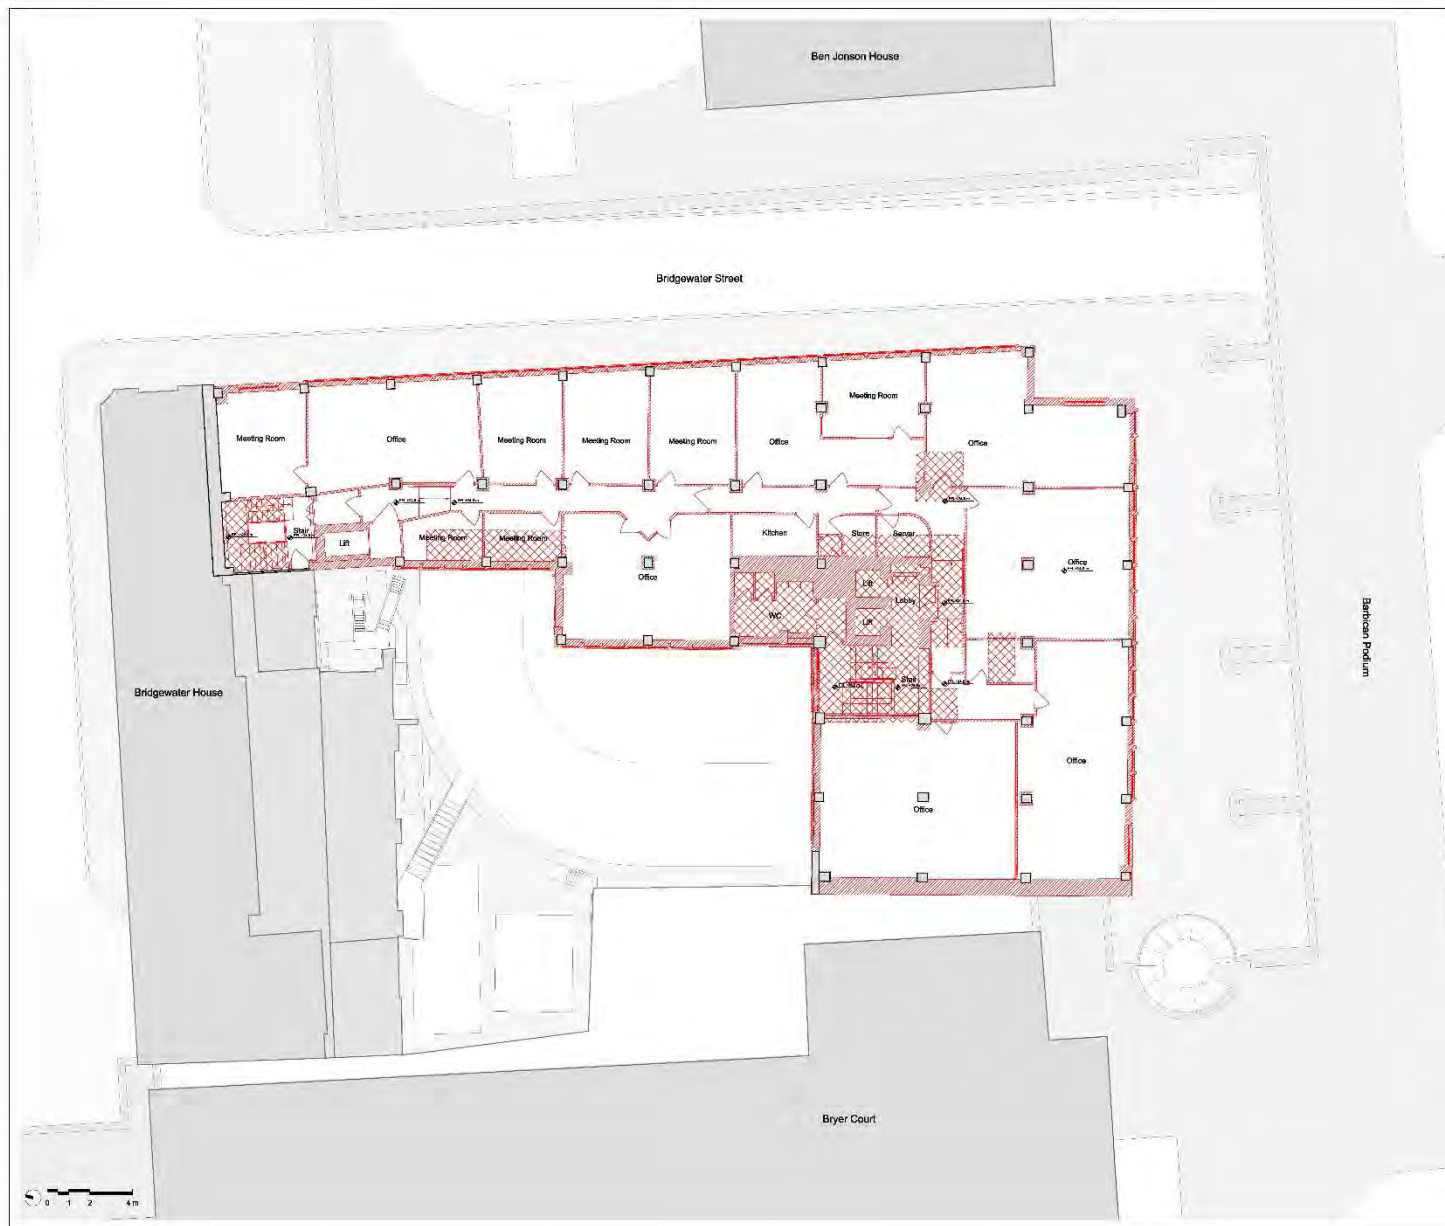 Ben Jonson House
Bridgewater Street
Meeting Room
Meeting Room
Office
Meeting Room
Meeting Room
Meeting Room
Office
Office
Stair
Lift
Meeting Room
Meeting Room
Kitchen
Store
Server
Office
Office
Lift
Lobby
WC
Lift
Barbican Podium
Stair
Bridgewater House
Office
Office
Bryer Court
0 1 2 4 m